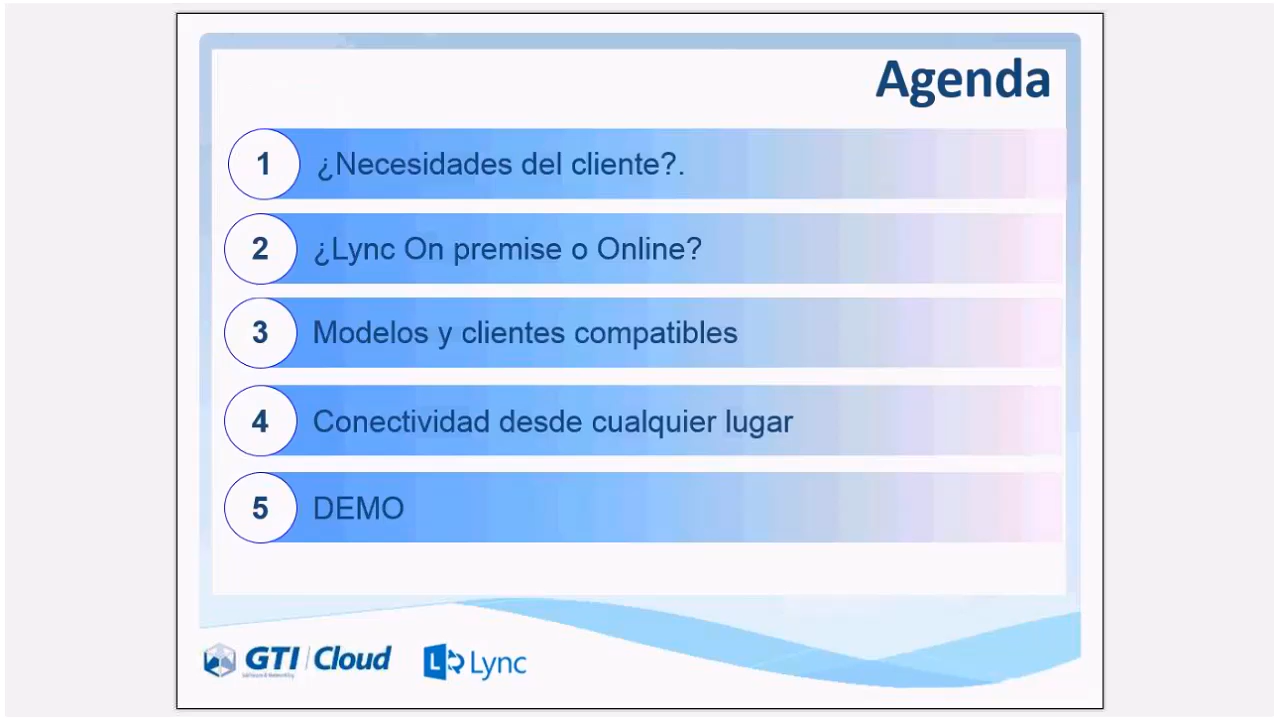 Agenda
1 ¿Necesidades del cliente?.
2 ¿Lync On premise o Online?
3 Modelos y clientes compatibles
4 Conectividad desde cualquier lugar
5 DEMO
GTI Cloud
Lync